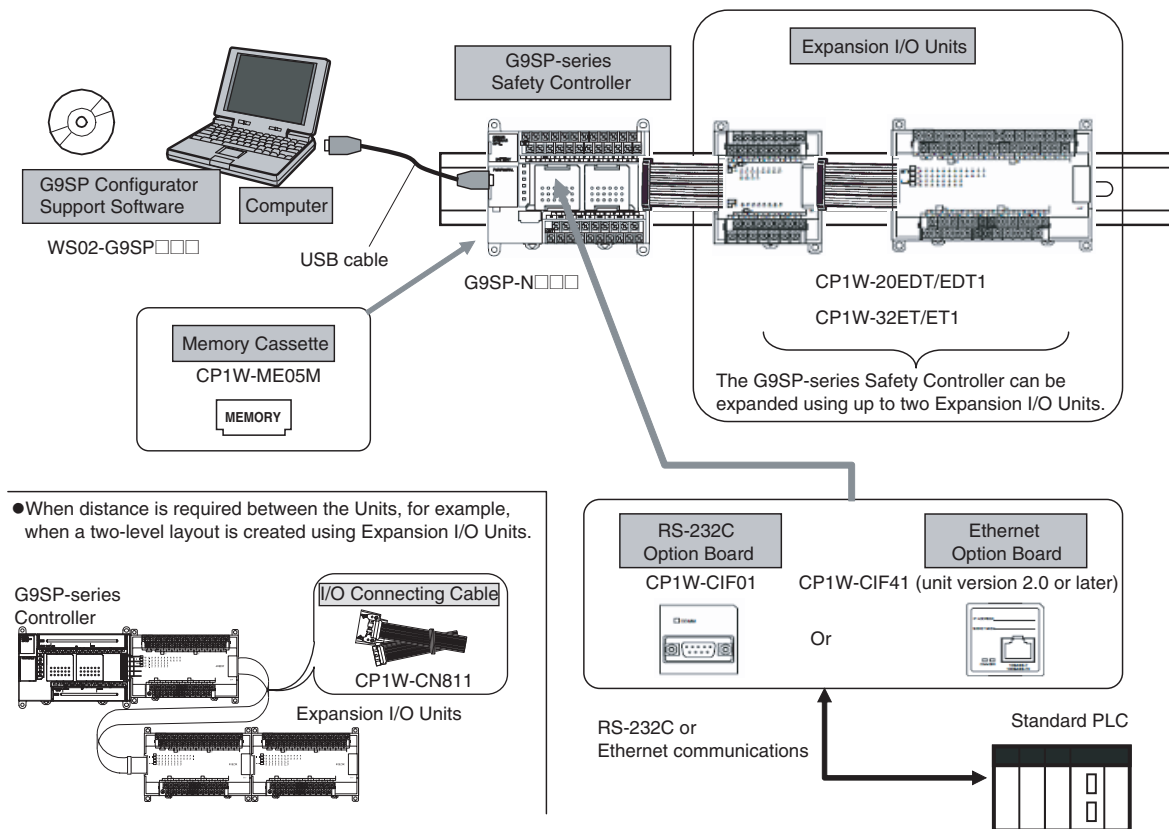 Expansion I/O Units
G9SP-series
Safety Controller
G9SP Configurator
Support Software
Computer
WS02-G9SP□□□
USB cable
G9SP-N□□□
CP1W-20EDT/EDT1
CP1W-32ET/ET1
The G9SP-series Safety Controller can be
expanded using up to two Expansion I/O Units.
Memory Cassette
CP1W-ME05M
MEMORY
●When distance is required between the Units, for example,
when a two-level layout is created using Expansion I/O Units.
G9SP-series
Controller
I/O Connecting Cable
CP1W-CN811
Expansion I/O Units
RS-232C
Option Board
CP1W-CIF01
Ethernet
Option Board
CP1W-CIF41 (unit version 2.0 or later)
COMM
Or
RS-232C or
Ethernet communications
Standard PLC